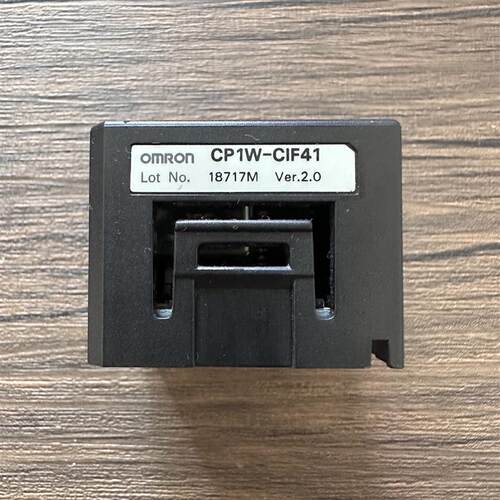 OMRON CP1W-CIF41
Lot No. 18717M Ver.2.0